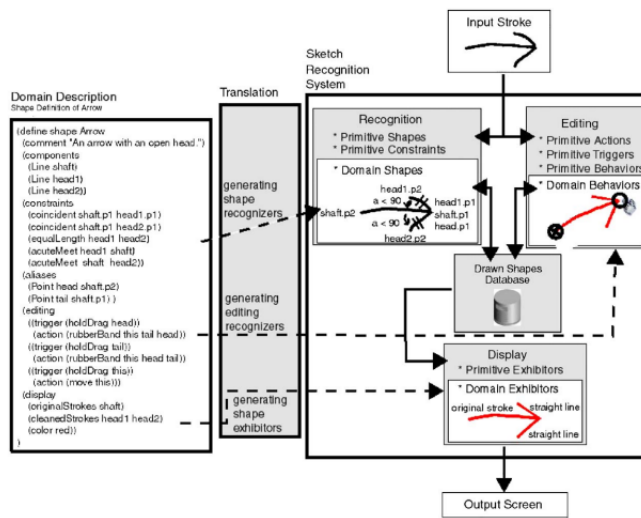 Input Stroke
Sketch
Recognition
System
Domain Description
Shape Definition of Arrow
(define shape Arrow
(comment "An arrow with an open head.")
(components
(Line shaft)
(Line head1)
(Line head2))
(constraints
(coincident shaft.p1 head1.p1)
(coincident shaft.p1 head2.p1)
(equalLength head1 head2)
(acuteMeet head1 shaft)
(acuteMeet shaft head2))
(aliases
(Point head shaft.p2)
(Point tail shaft.p1) )
(editing
((trigger (holdDrag head))
(action (rubberBand this tail head))
((trigger (holdDrag tail))
(action (rubberBand this head tail))
((trigger (holdDrag this))
(action (move this)))
(display
(originalStrokes shaft)
(cleanedStrokes head1 head2)
(color red))
)
Translation
generating
shape
recognizers
generating
editing
recognizers
generating
shape
exhibitors
Recognition
* Primitive Shapes
* Primitive Constraints
* Domain Shapes
head1.p2
a < 90
head1.p1
shaft.p2
shaft.p1
a < 90
head.p1
head2.p2
Editing
* Primitive Actions
* Primitive Triggers
* Primitive Behaviors
* Domain Behaviors
Drawn Shapes
Database
Display
* Primitive Exhibitors
* Domain Exhibitors
original stroke
straight line
straight line
Output Screen